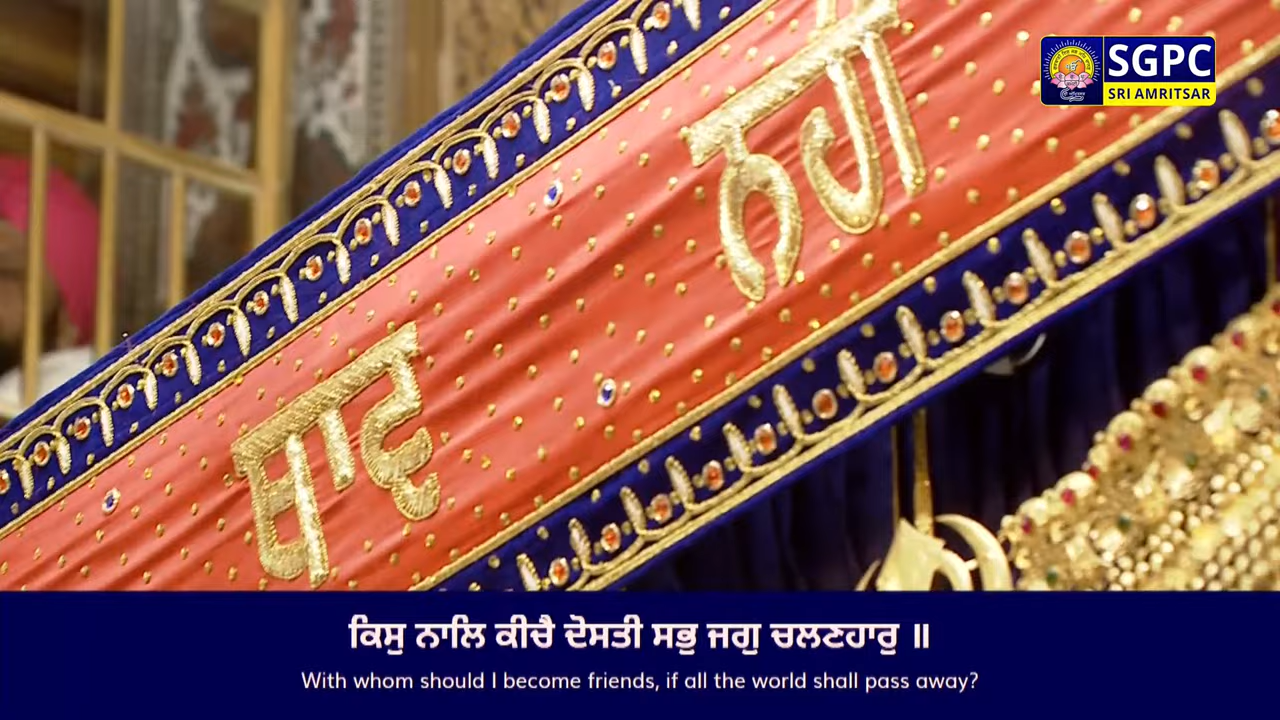 SGPC
SRI AMRITSAR
ਥਾਵ
ਕਿਸੁ ਨਾਲਿ ਕੀਚੈ ਦੋਸਤੀ ਸਭੁ ਜਗੁ ਚਲਣਹਾਰੁ ॥
With whom should I become friends, if all the world shall pass away?